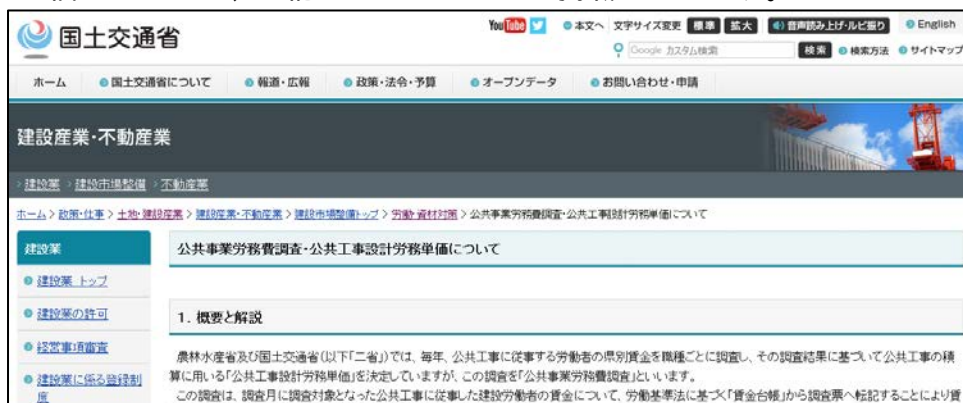 国土交通省
YouTube 本文へ 文字サイズ変更 標準 拡大 音声読み上げ・ルビ振り English
Google カスタム検索 検索 検索方法 サイトマップ
ホーム 国土交通省について 報道・広報 政策・法令・予算 オープンデータ お問い合わせ・申請
建設産業・不動産業
建設業 建設市場整備 不動産業
ホーム > 政策・仕事 > 土地・建設産業 > 建設産業・不動産業 > 建設市場整備トップ > 労働・資材対策 > 公共事業労務費調査・公共工事設計労務単価について
建設業
公共事業労務費調査・公共工事設計労務単価について
建設業 トップ
建設業の許可
経営事項審査
建設業に係る登録制度
1. 概要と解説
農林水産省及び国土交通省(以下「二省」)では、毎年、公共工事に従事する労働者の県別賃金を職種ごとに調査し、その調査結果に基づいて公共工事の積
算に用いる「公共工事設計労務単価」を決定していますが、この調査を「公共事業労務費調査」といいます。
この調査は、調査月に調査対象となった公共工事に従事した建設労働者の賃金について、労働基準法に基づく「賃金台帳」から調査票へ転記することにより賃